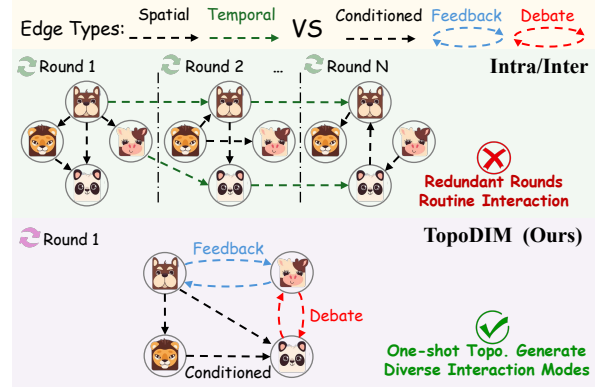 Edge Types: Spatial Temporal VS Conditioned Feedback Debate
Round 1 Round 2 ... Round N Intra/Inter
Redundant Rounds
Routine Interaction
Round 1 TopoDIM (Ours)
Feedback
Debate
Conditioned
One-shot Topo. Generate
Diverse Interaction Modes